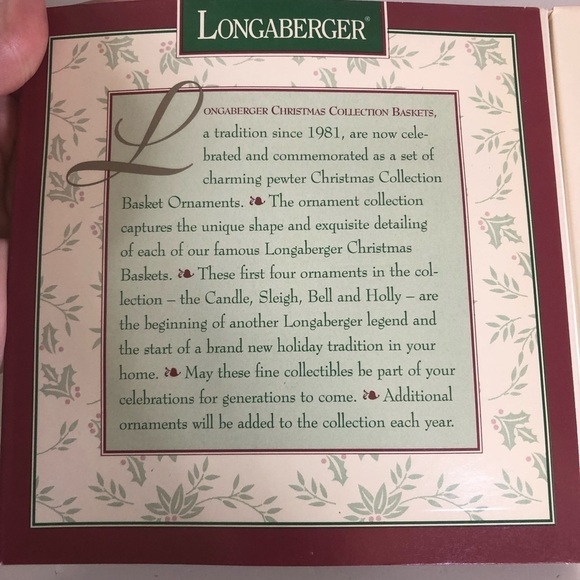 LONGABERGER®
LONGABERGER CHRISTMAS COLLECTION BASKETS,
a tradition since 1981, are now cele-
brated and commemorated as a set of
charming pewter Christmas Collection
Basket Ornaments. ❧ The ornament collection
captures the unique shape and exquisite detailing
of each of our famous Longaberger Christmas
Baskets. ❧ These first four ornaments in the col-
lection – the Candle, Sleigh, Bell and Holly – are
the beginning of another Longaberger legend and
the start of a brand new holiday tradition in your
home. ❧ May these fine collectibles be part of your
celebrations for generations to come. ❧ Additional
ornaments will be added to the collection each year.